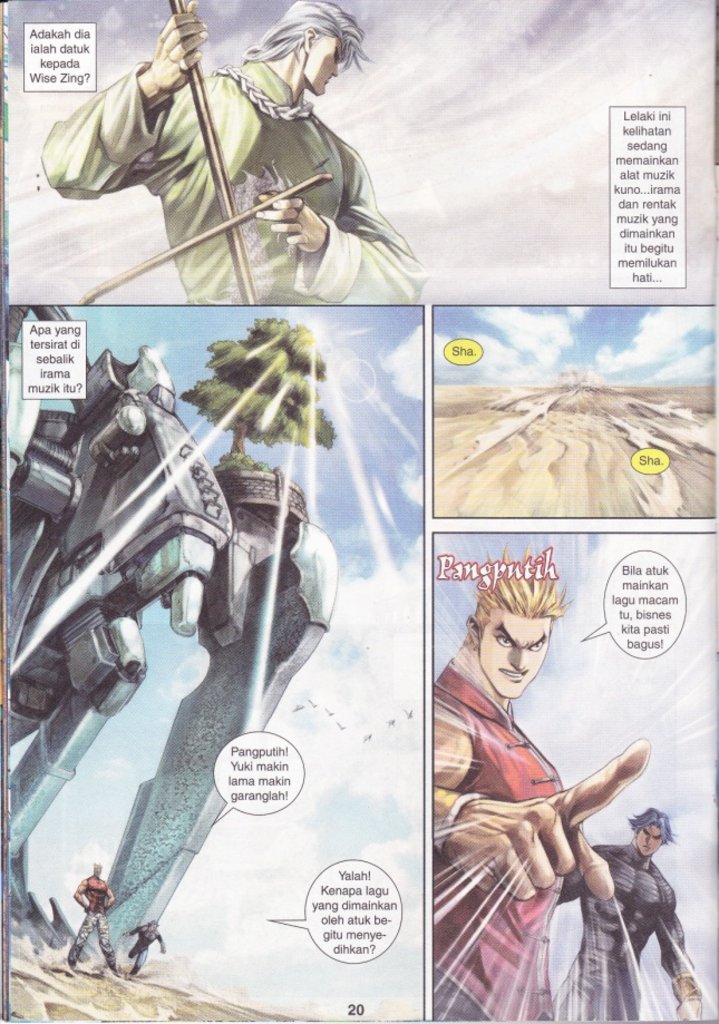 Adakah dia
ialah datuk
kepada
Wise Zing?
Lelaki ini
kelihatan
sedang
memainkan
alat muzik
kuno...irama
dan rentak
muzik yang
dimainkan
itu begitu
memilukan
hati...
Apa yang
tersirat di
sebalik
irama
muzik itu?
Pangputih!
Yuki makin
lama makin
garanglah!
Yalah!
Kenapa lagu
yang dimainkan
oleh atuk be-
gitu menye-
dihkan?
Sha.
Sha.
Pangputih
Bila atuk
mainkan
lagu macam
tu, bisnes
kita pasti
bagus!
20